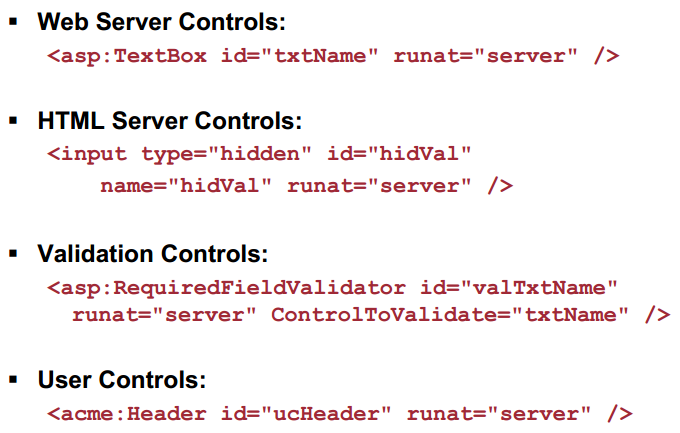 ▪ Web Server Controls:
<asp:TextBox id="txtName" runat="server" />
▪ HTML Server Controls:
<input type="hidden" id="hidVal"
name="hidVal" runat="server" />
▪ Validation Controls:
<asp:RequiredFieldValidator id="valTxtName"
runat="server" ControlToValidate="txtName" />
▪ User Controls:
<acme:Header id="ucHeader" runat="server" />